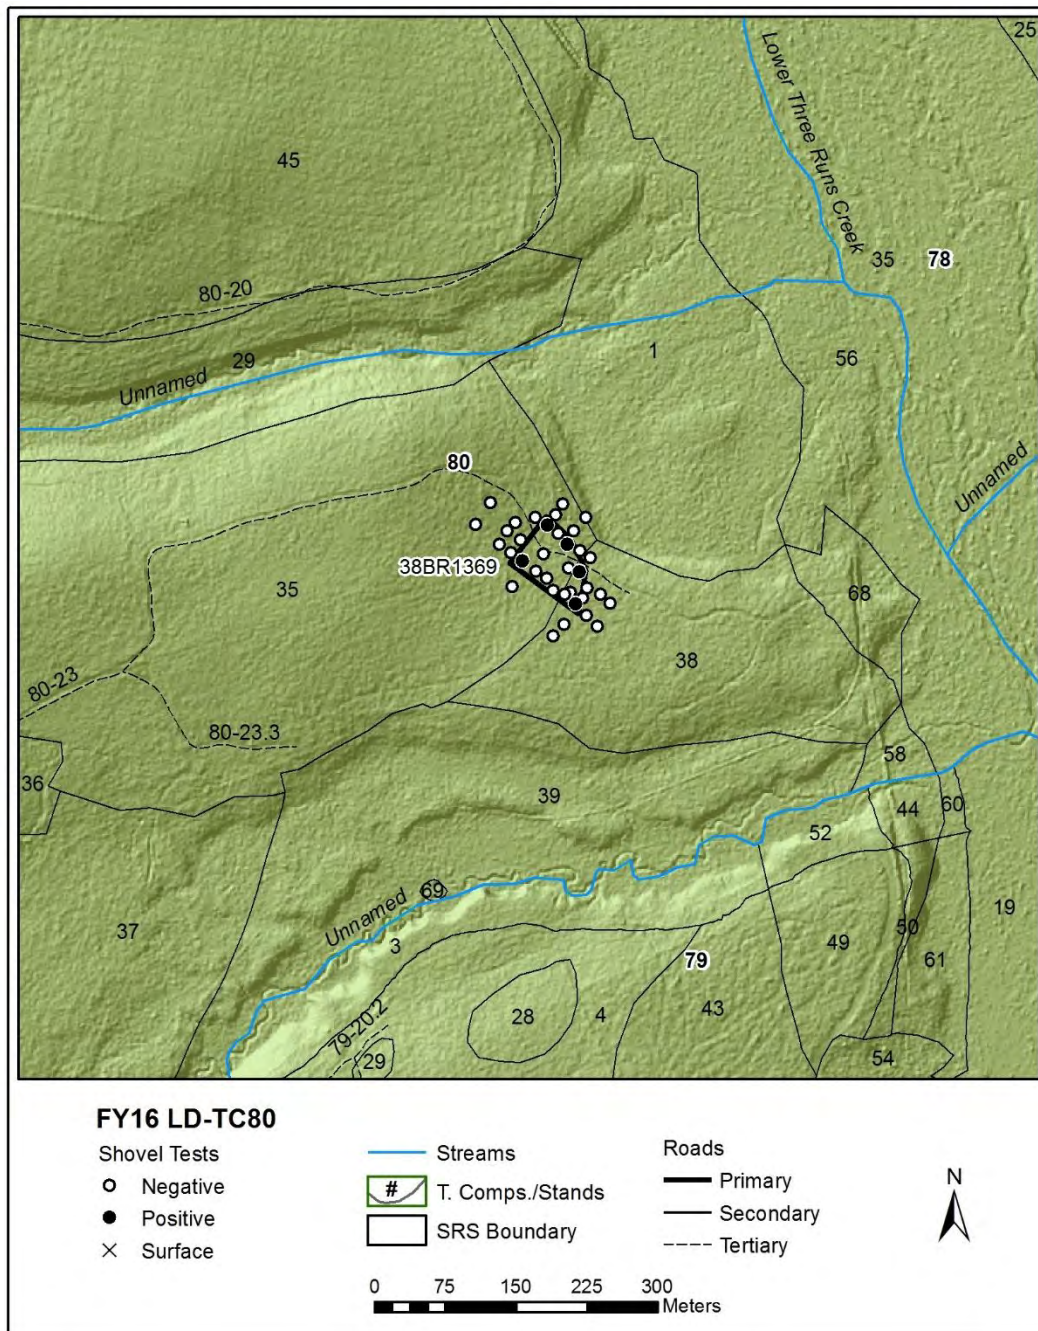 25
Lower Three Runs Creek
45
35
78
80-20
29
Unnamed
1
56
80
Unnamed
38BR1369
35
68
38
80-23
80-23.3
36
58
39
44
60
52
69
Unnamed
3
37
19
50
49
61
79
28
4
43
79-20.2
29
54
FY16 LD-TC80
Shovel Tests
Negative
Positive
Surface
Streams
# T. Comps./Stands
SRS Boundary
Roads
Primary
Secondary
Tertiary
N
0 75 150 225 300
Meters